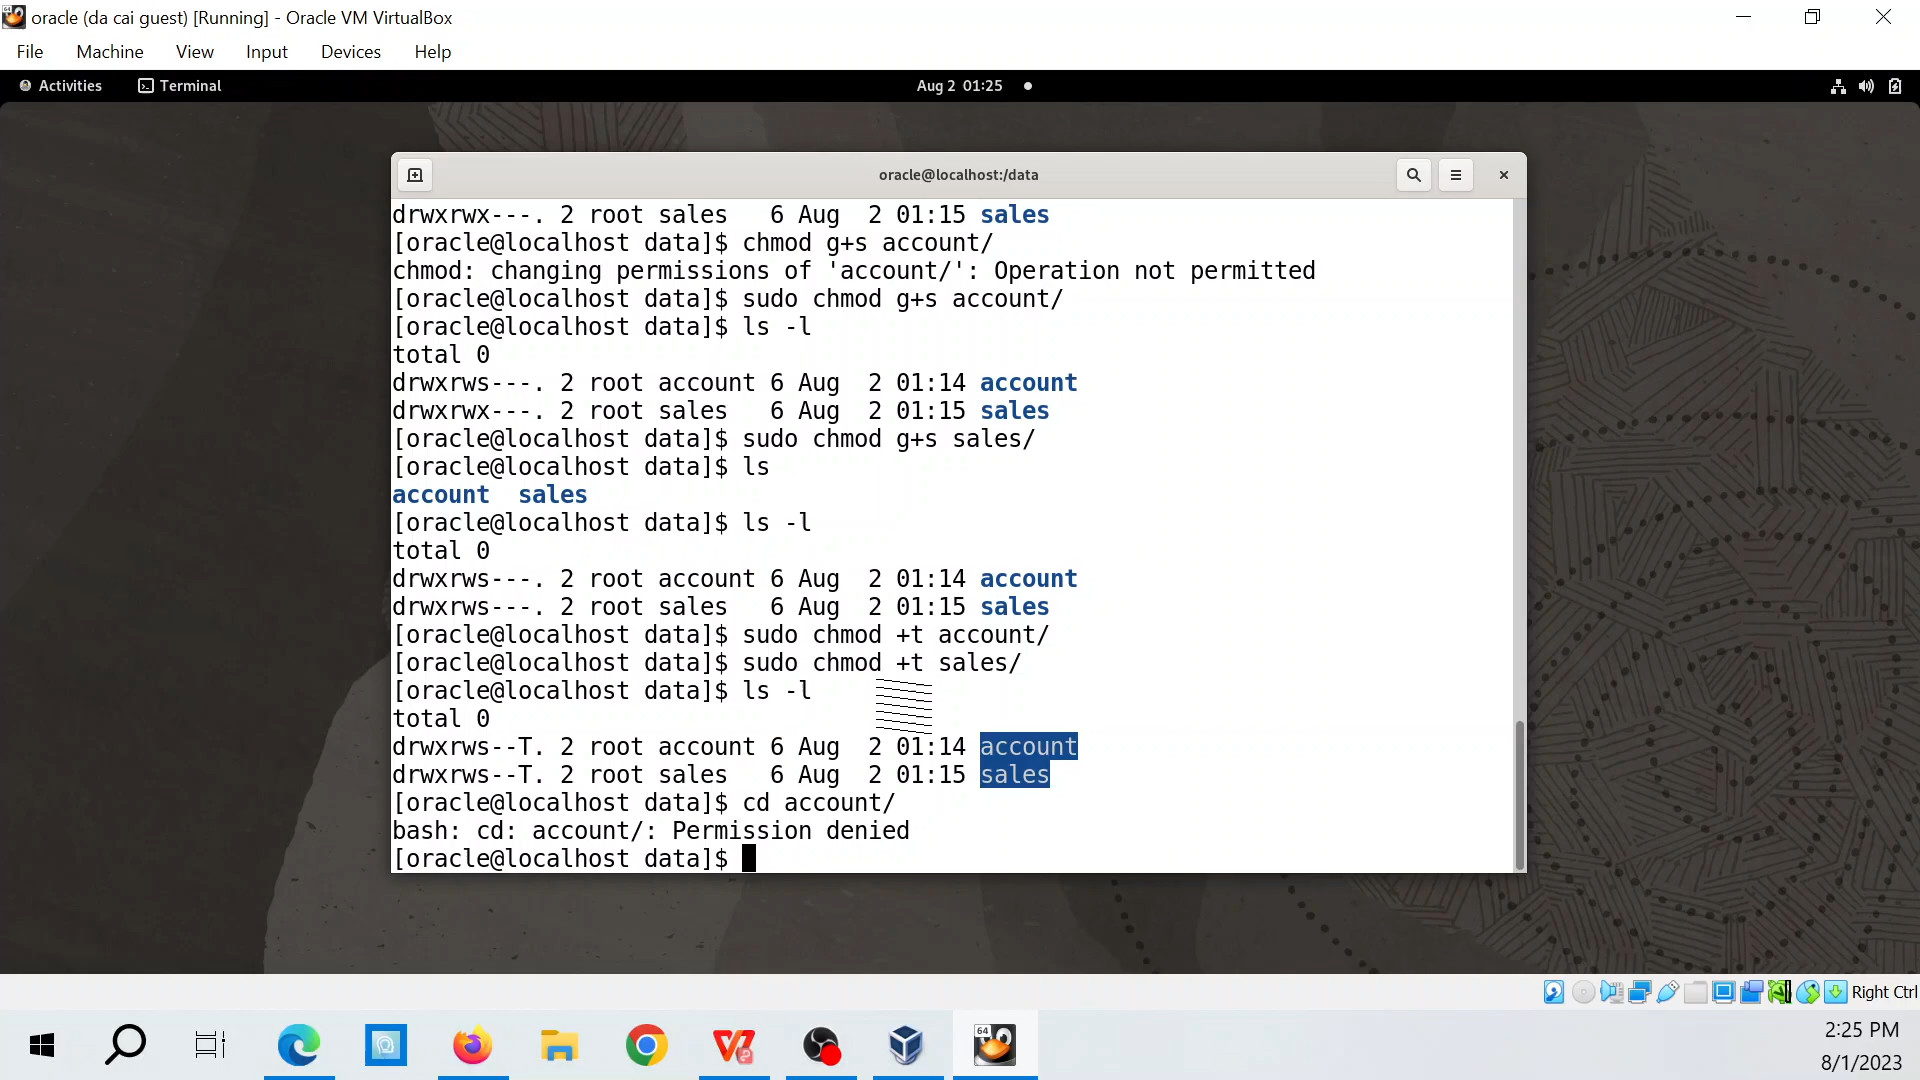 oracle (da cai guest) [Running] - Oracle VM VirtualBox
File Machine View Input Devices Help
Activities Terminal Aug 2 01:25
oracle@localhost:/data
drwxrwx---. 2 root sales   6 Aug  2 01:15 sales
[oracle@localhost data]$ chmod g+s account/
chmod: changing permissions of 'account/': Operation not permitted
[oracle@localhost data]$ sudo chmod g+s account/
[oracle@localhost data]$ ls -l
total 0
drwxrws---. 2 root account 6 Aug  2 01:14 account
drwxrwx---. 2 root sales   6 Aug  2 01:15 sales
[oracle@localhost data]$ sudo chmod g+s sales/
[oracle@localhost data]$ ls
account  sales
[oracle@localhost data]$ ls -l
total 0
drwxrws---. 2 root account 6 Aug  2 01:14 account
drwxrws---. 2 root sales   6 Aug  2 01:15 sales
[oracle@localhost data]$ sudo chmod +t account/
[oracle@localhost data]$ sudo chmod +t sales/
[oracle@localhost data]$ ls -l
total 0
drwxrws--T. 2 root account 6 Aug  2 01:14 account
drwxrws--T. 2 root sales   6 Aug  2 01:15 sales
[oracle@localhost data]$ cd account/
bash: cd: account/: Permission denied
[oracle@localhost data]$
Right Ctrl
64
2:25 PM
8/1/2023